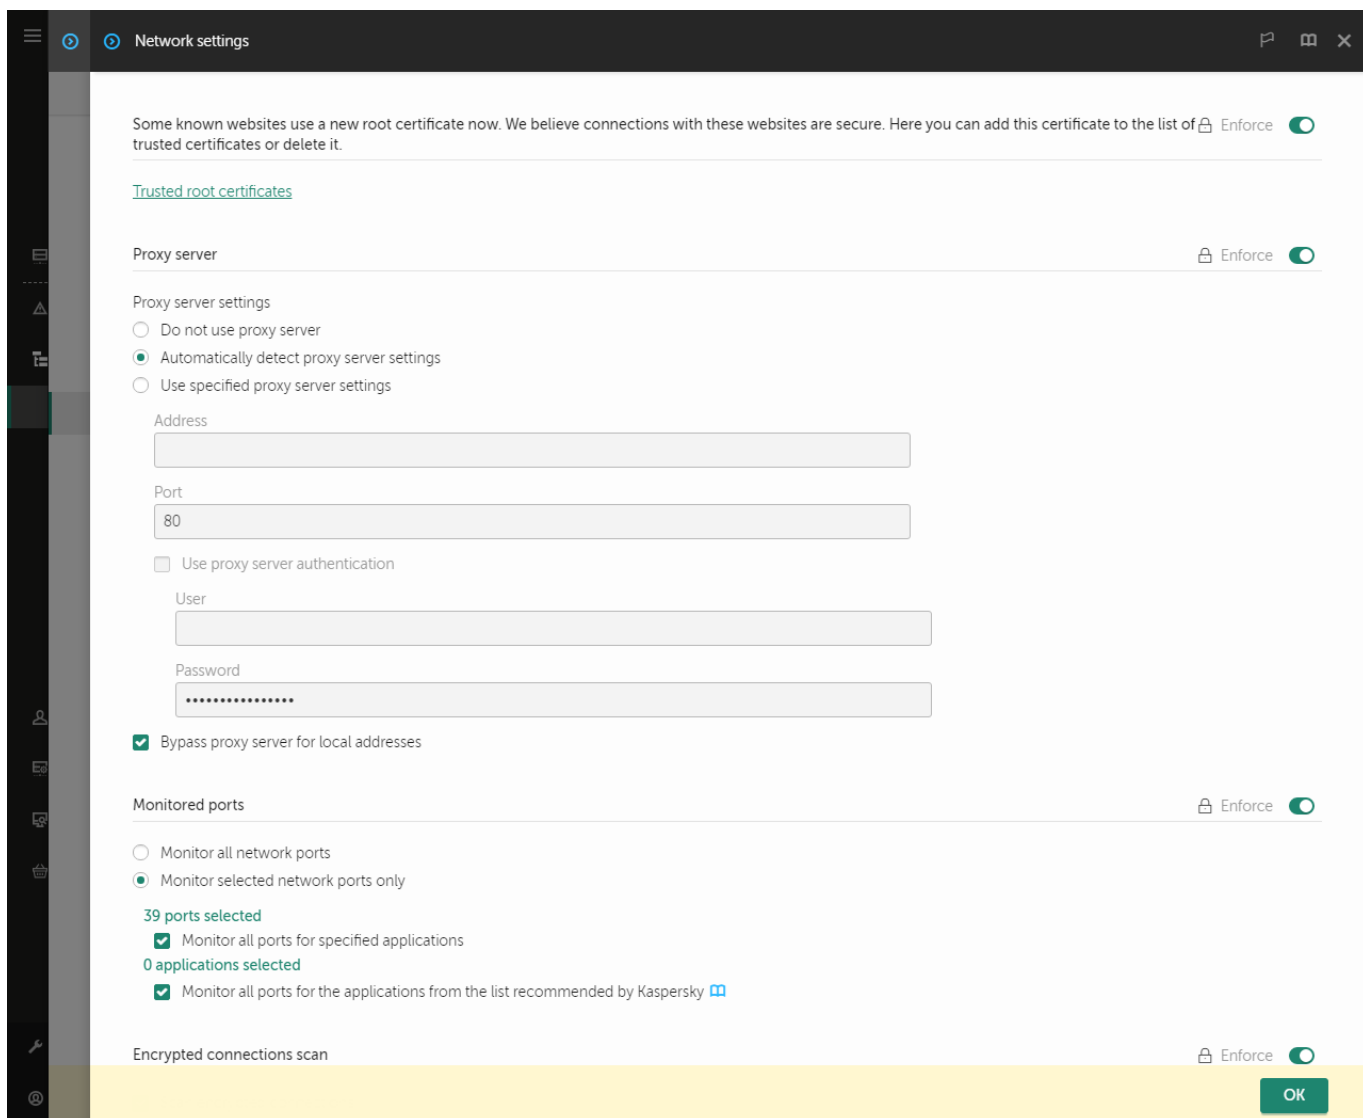 Network settings
Some known websites use a new root certificate now. We believe connections with these websites are secure. Here you can add this certificate to the list of
trusted certificates or delete it.
Enforce
Trusted root certificates
Proxy server
Enforce
Proxy server settings
Do not use proxy server
Automatically detect proxy server settings
Use specified proxy server settings
Address
Port
80
Use proxy server authentication
User
Password
••••••••••••••••
Bypass proxy server for local addresses
Monitored ports
Enforce
Monitor all network ports
Monitor selected network ports only
39 ports selected
Monitor all ports for specified applications
0 applications selected
Monitor all ports for the applications from the list recommended by Kaspersky
Encrypted connections scan
Enforce
OK